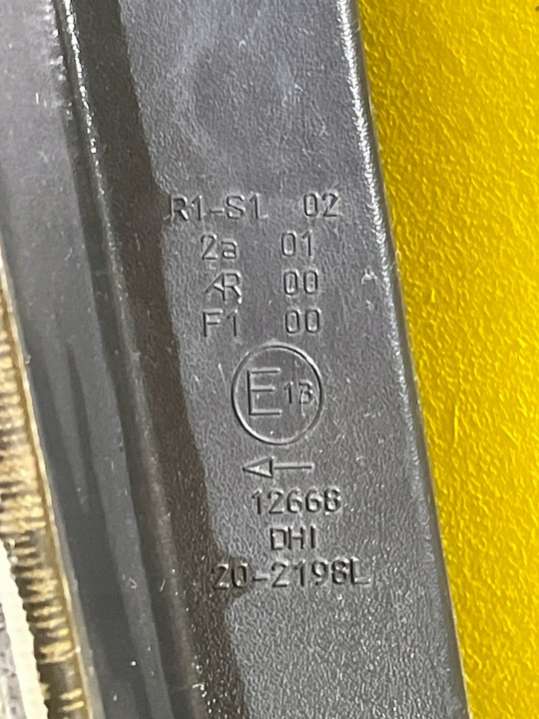 R1-S1 02
2a 01
AR 00
F1 00
E13
←
12668
DHI
20-2198L